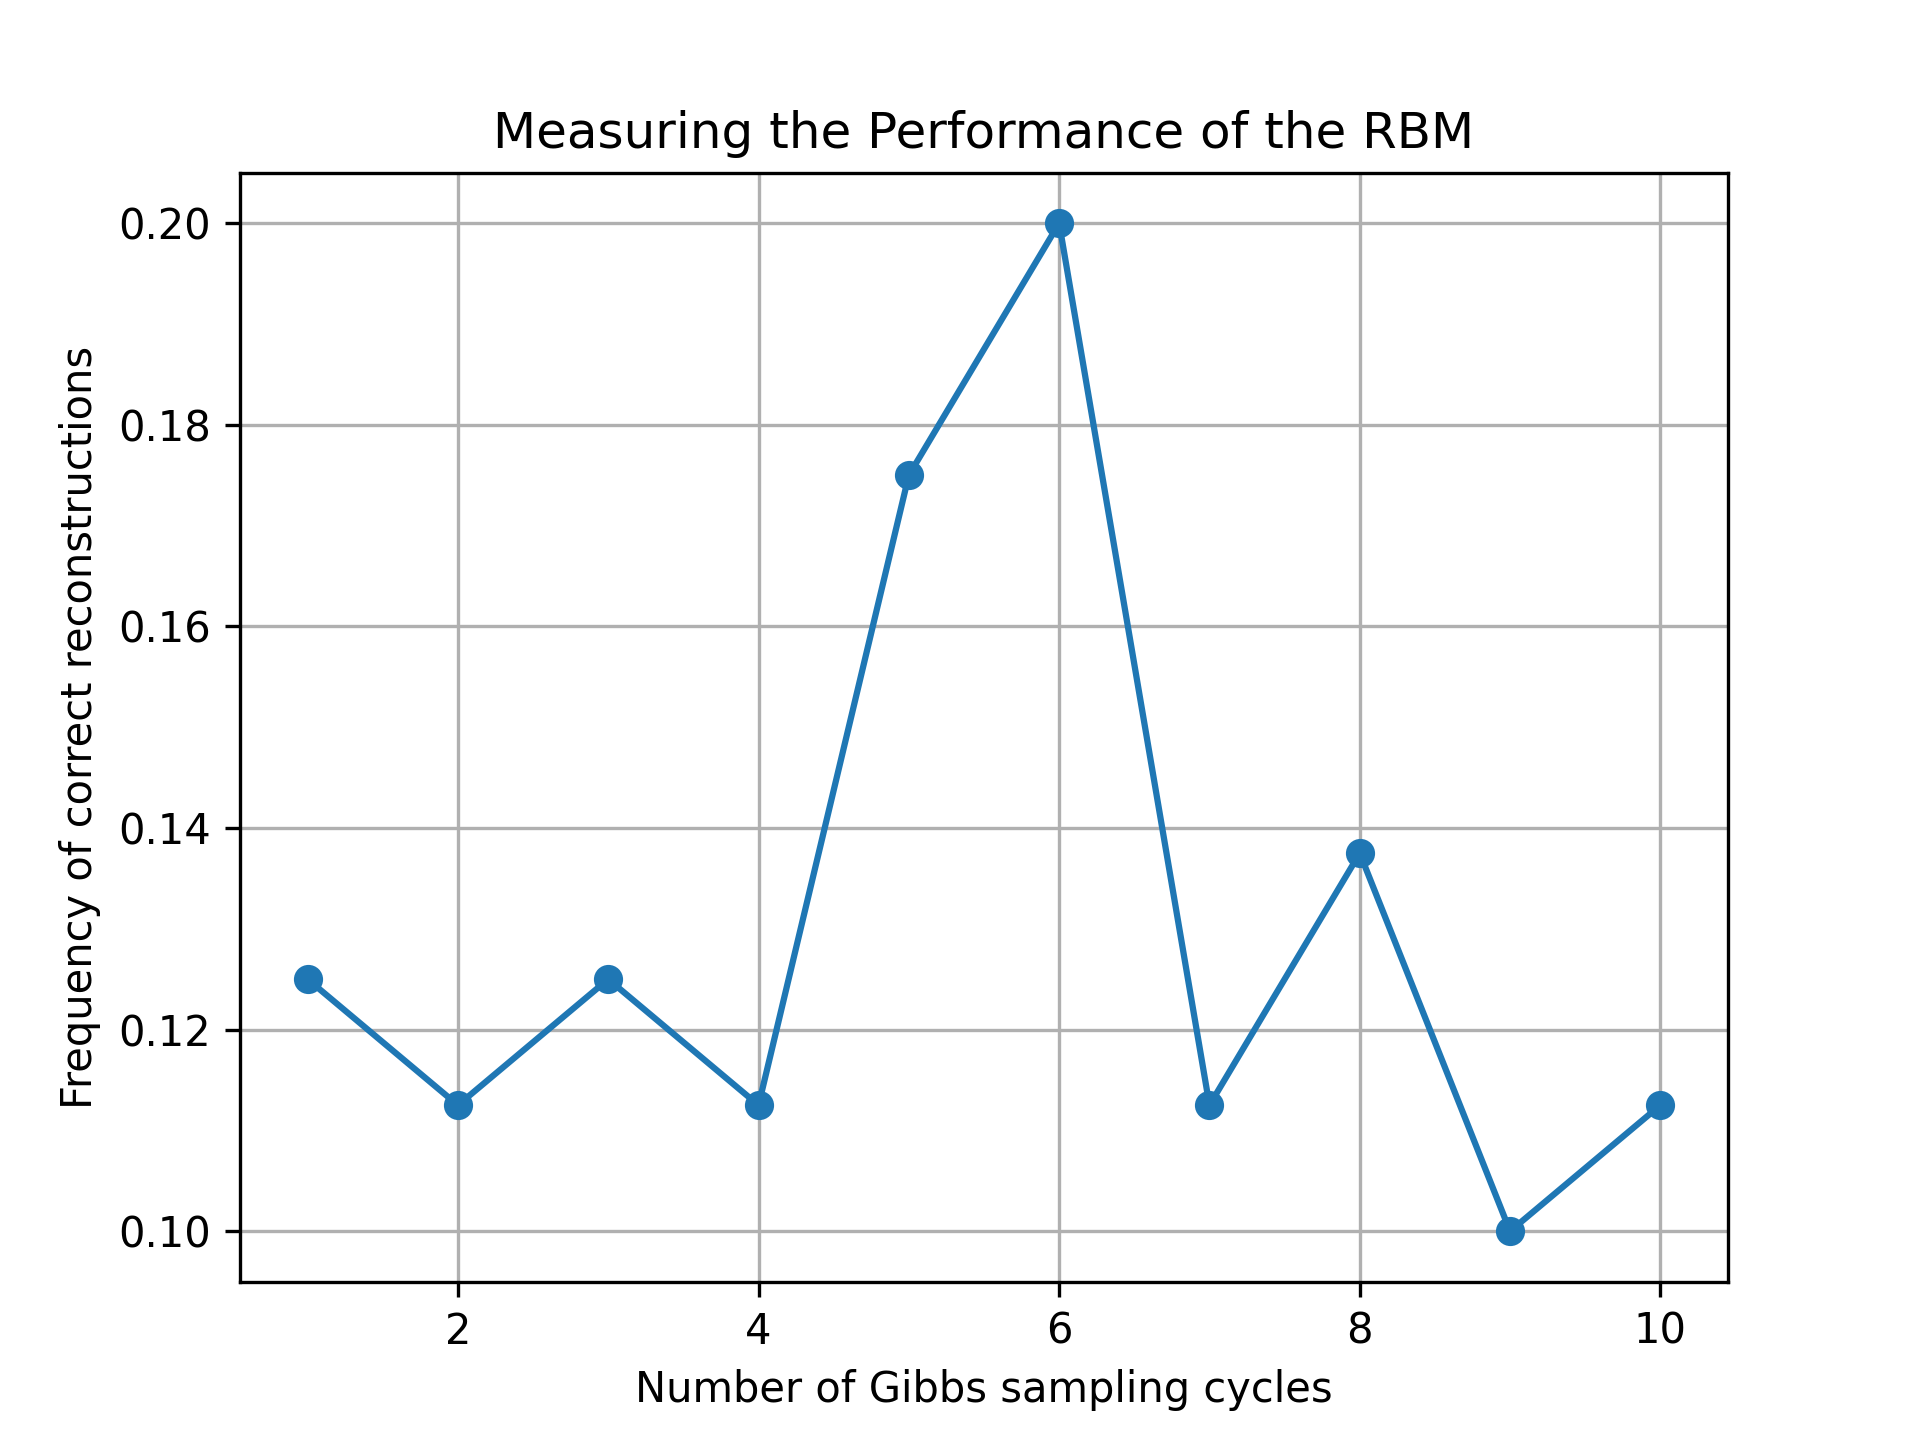 Measuring the Performance of the RBM
Frequency of correct reconstructions
0.20
0.18
0.16
0.14
0.12
0.10
2 4 6 8 10
Number of Gibbs sampling cycles